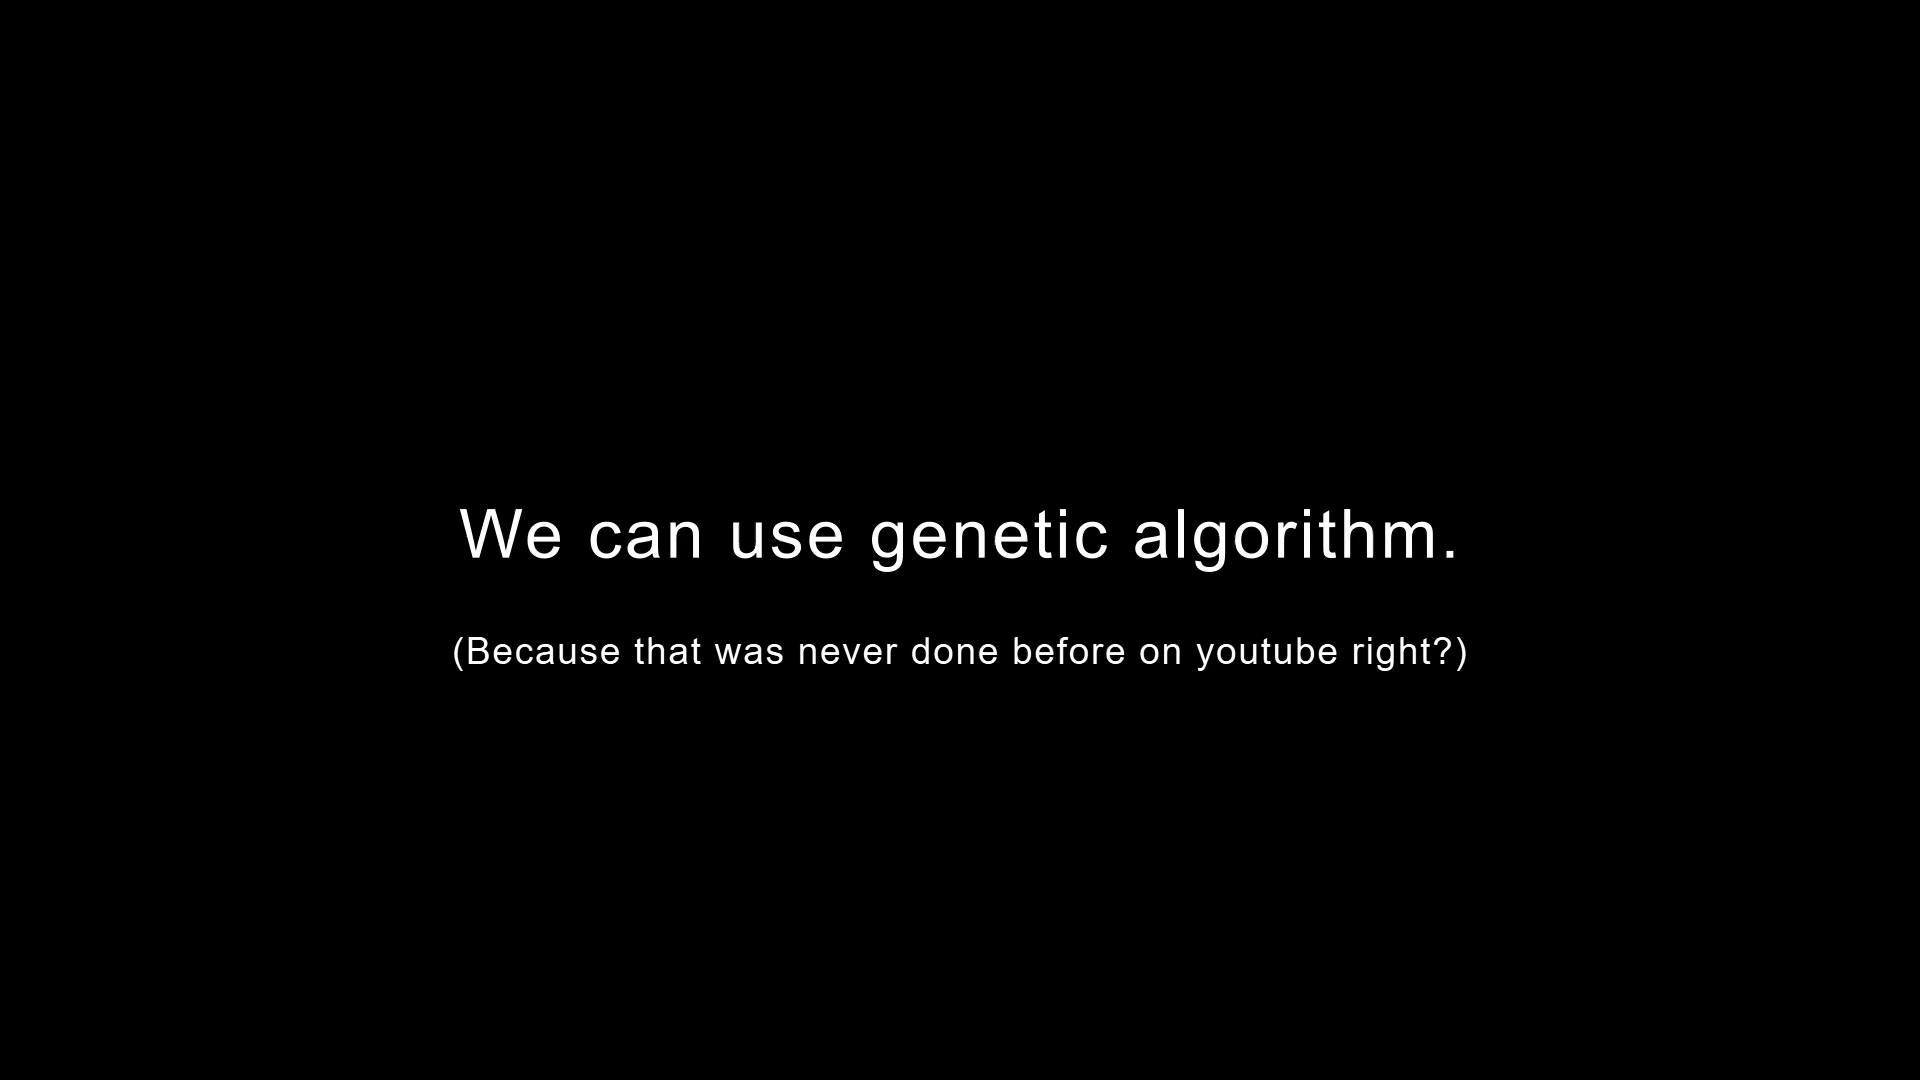 We can use genetic algorithm.
(Because that was never done before on youtube right?)